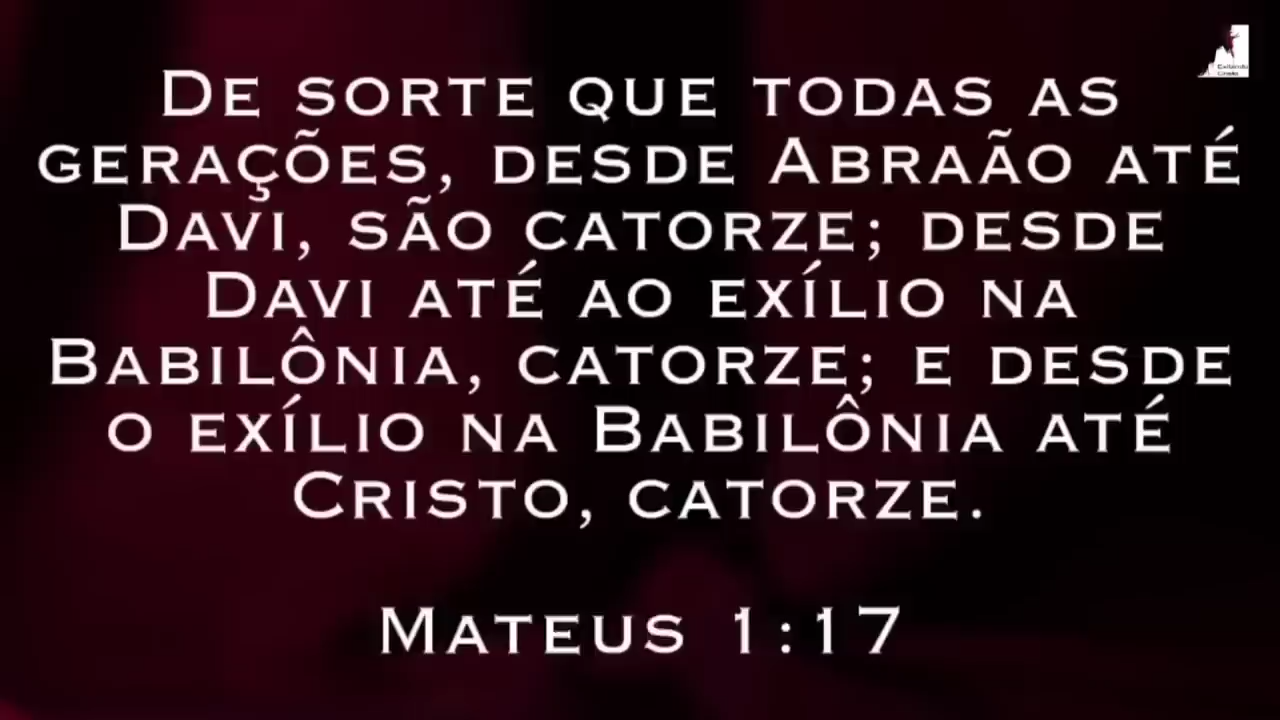 De sorte que todas as
gerações, desde Abraão até
Davi, são catorze; desde
Davi até ao exílio na
Babilônia, catorze; e desde
o exílio na Babilônia até
Cristo, catorze.
Mateus 1:17